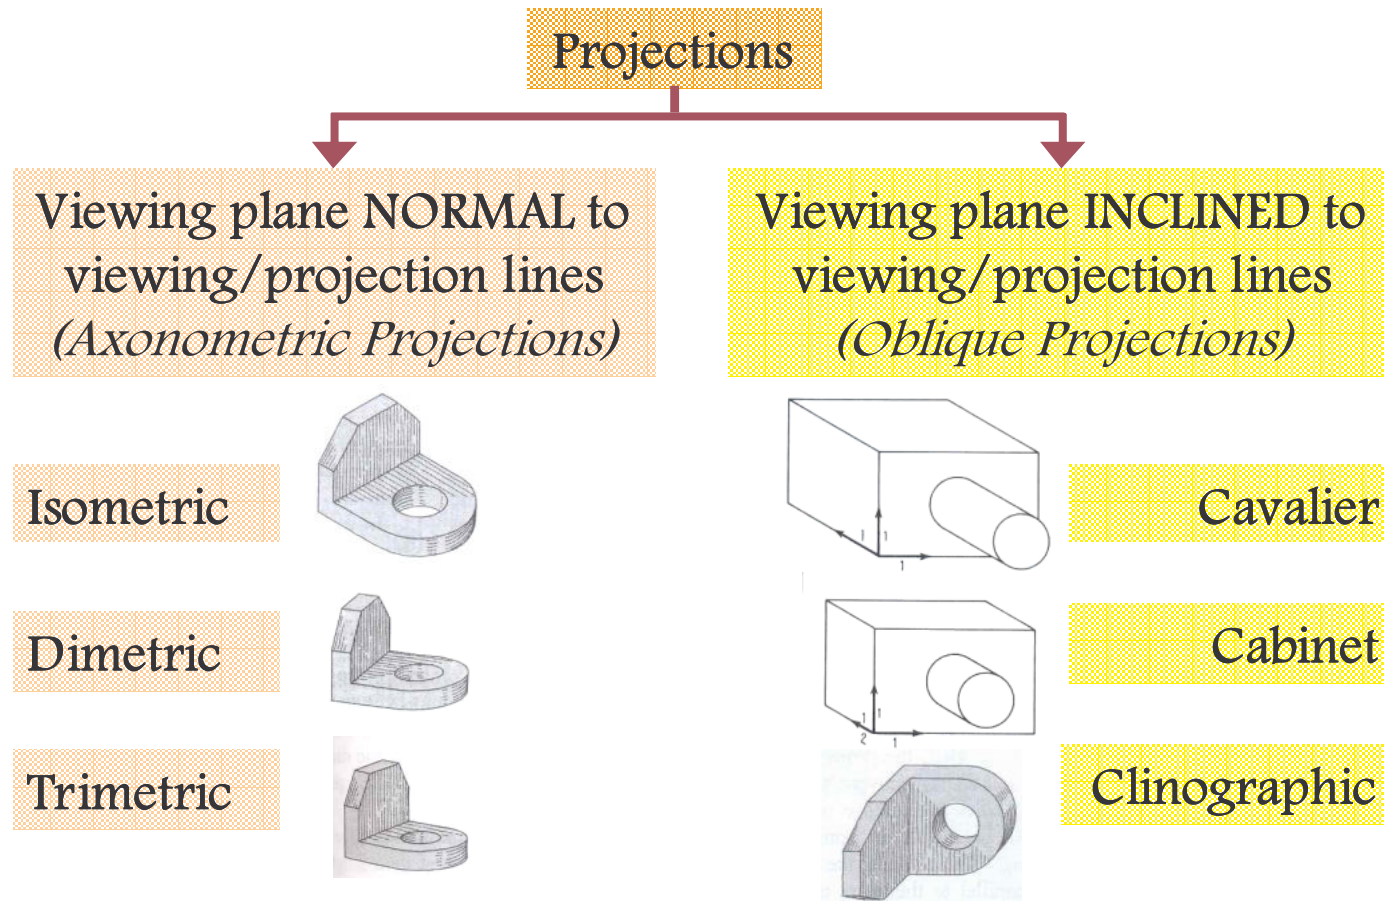 Projections
Viewing plane NORMAL to
viewing/projection lines
(Axonometric Projections)
Viewing plane INCLINED to
viewing/projection lines
(Oblique Projections)
Isometric
Cavalier
1
1
1
Dimetric
Cabinet
1
1
2
1
Trimetric
Clinographic